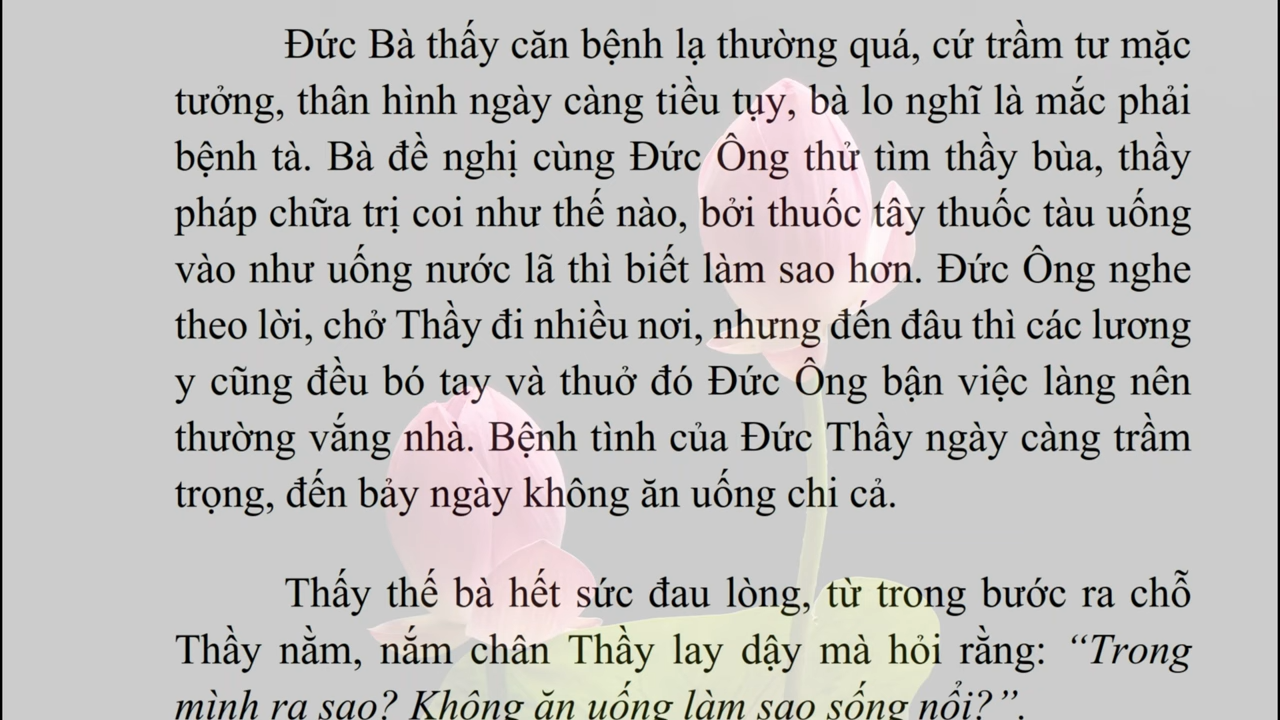 Đức Bà thấy căn bệnh lạ thường quá, cứ trầm tư mặc
tưởng, thân hình ngày càng tiều tụy, bà lo nghĩ là mắc phải
bệnh tà. Bà đề nghị cùng Đức Ông thử tìm thầy bùa, thầy
pháp chữa trị coi như thế nào, bởi thuốc tây thuốc tàu uống
vào như uống nước lã thì biết làm sao hơn. Đức Ông nghe
theo lời, chở Thầy đi nhiều nơi, nhưng đến đâu thì các lương
y cũng đều bó tay và thuở đó Đức Ông bận việc làng nên
thường vắng nhà. Bệnh tình của Đức Thầy ngày càng trầm
trọng, đến bảy ngày không ăn uống chi cả.
Thấy thế bà hết sức đau lòng, từ trong bước ra chỗ
Thầy nằm, nắm chân Thầy lay dậy mà hỏi rằng: “Trong
mình ra sao? Không ăn uống làm sao sống nổi?”.